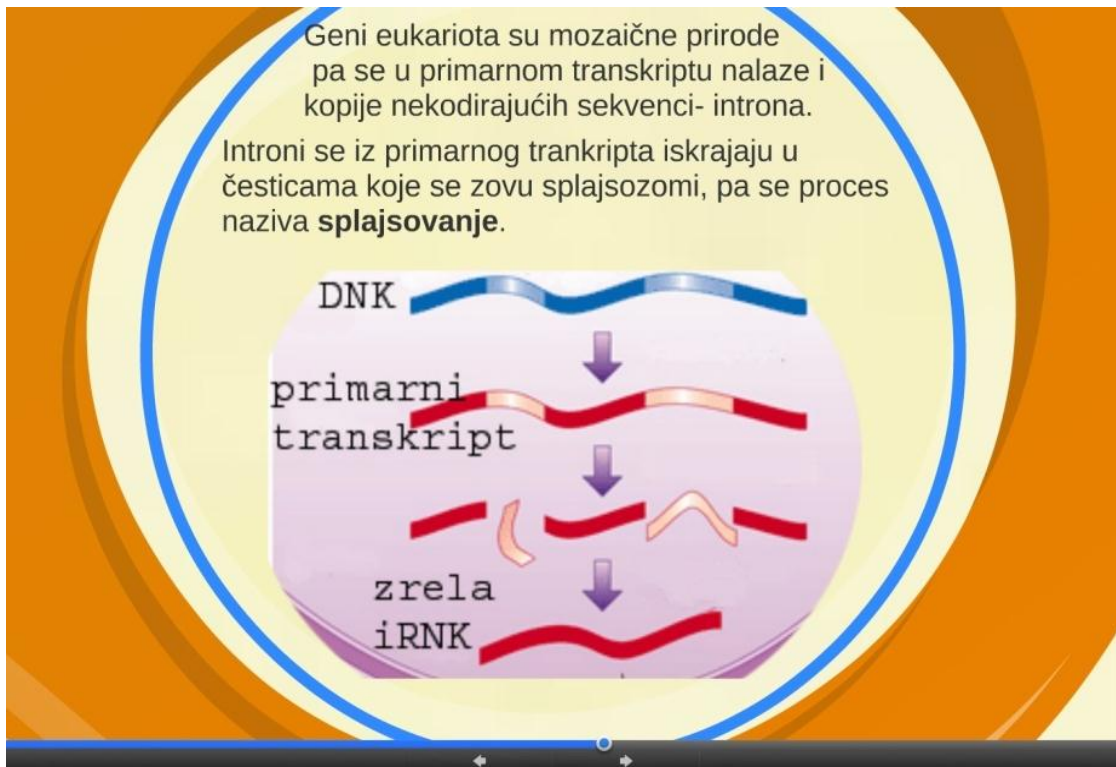 Geni eukariota su mozaične prirode
pa se u primarnom transkriptu nalaze i
kopije nekodirajućih sekvenci- introna.
Introni se iz primarnog trankripta iskrajaju u
česticama koje se zovu splajsozomi, pa se proces
naziva splajsovanje.
DNK
primarni
transkript
zrela
iRNK